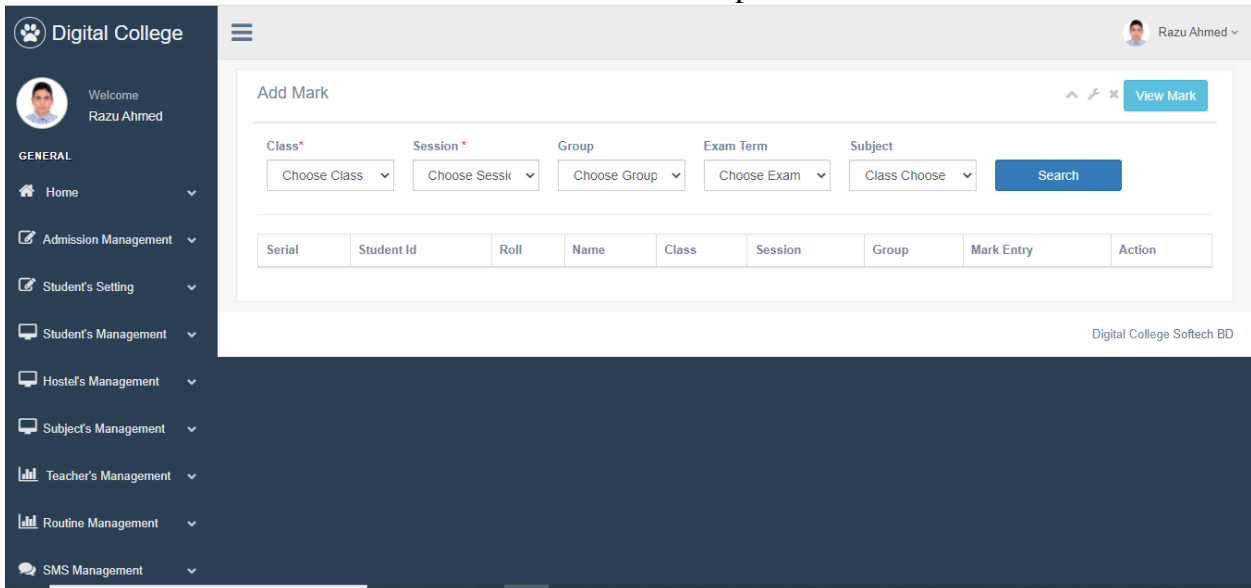 Digital College
Razu Ahmed
Welcome
Razu Ahmed
GENERAL
Home
Admission Management
Student's Setting
Student's Management
Hostel's Management
Subject's Management
Teacher's Management
Routine Management
SMS Management
Add Mark
View Mark
Class* Session * Group Exam Term Subject
Choose Class Choose Sessic Choose Group Choose Exam Class Choose Search
Serial Student Id Roll Name Class Session Group Mark Entry Action
Digital College Softech BD